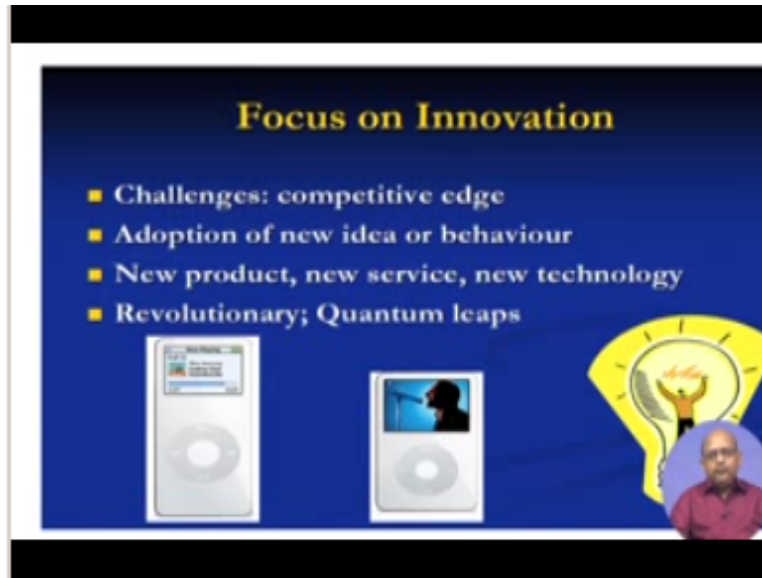 Focus on Innovation
Challenges: competitive edge
Adoption of new idea or behaviour
New product, new service, new technology
Revolutionary; Quantum leaps